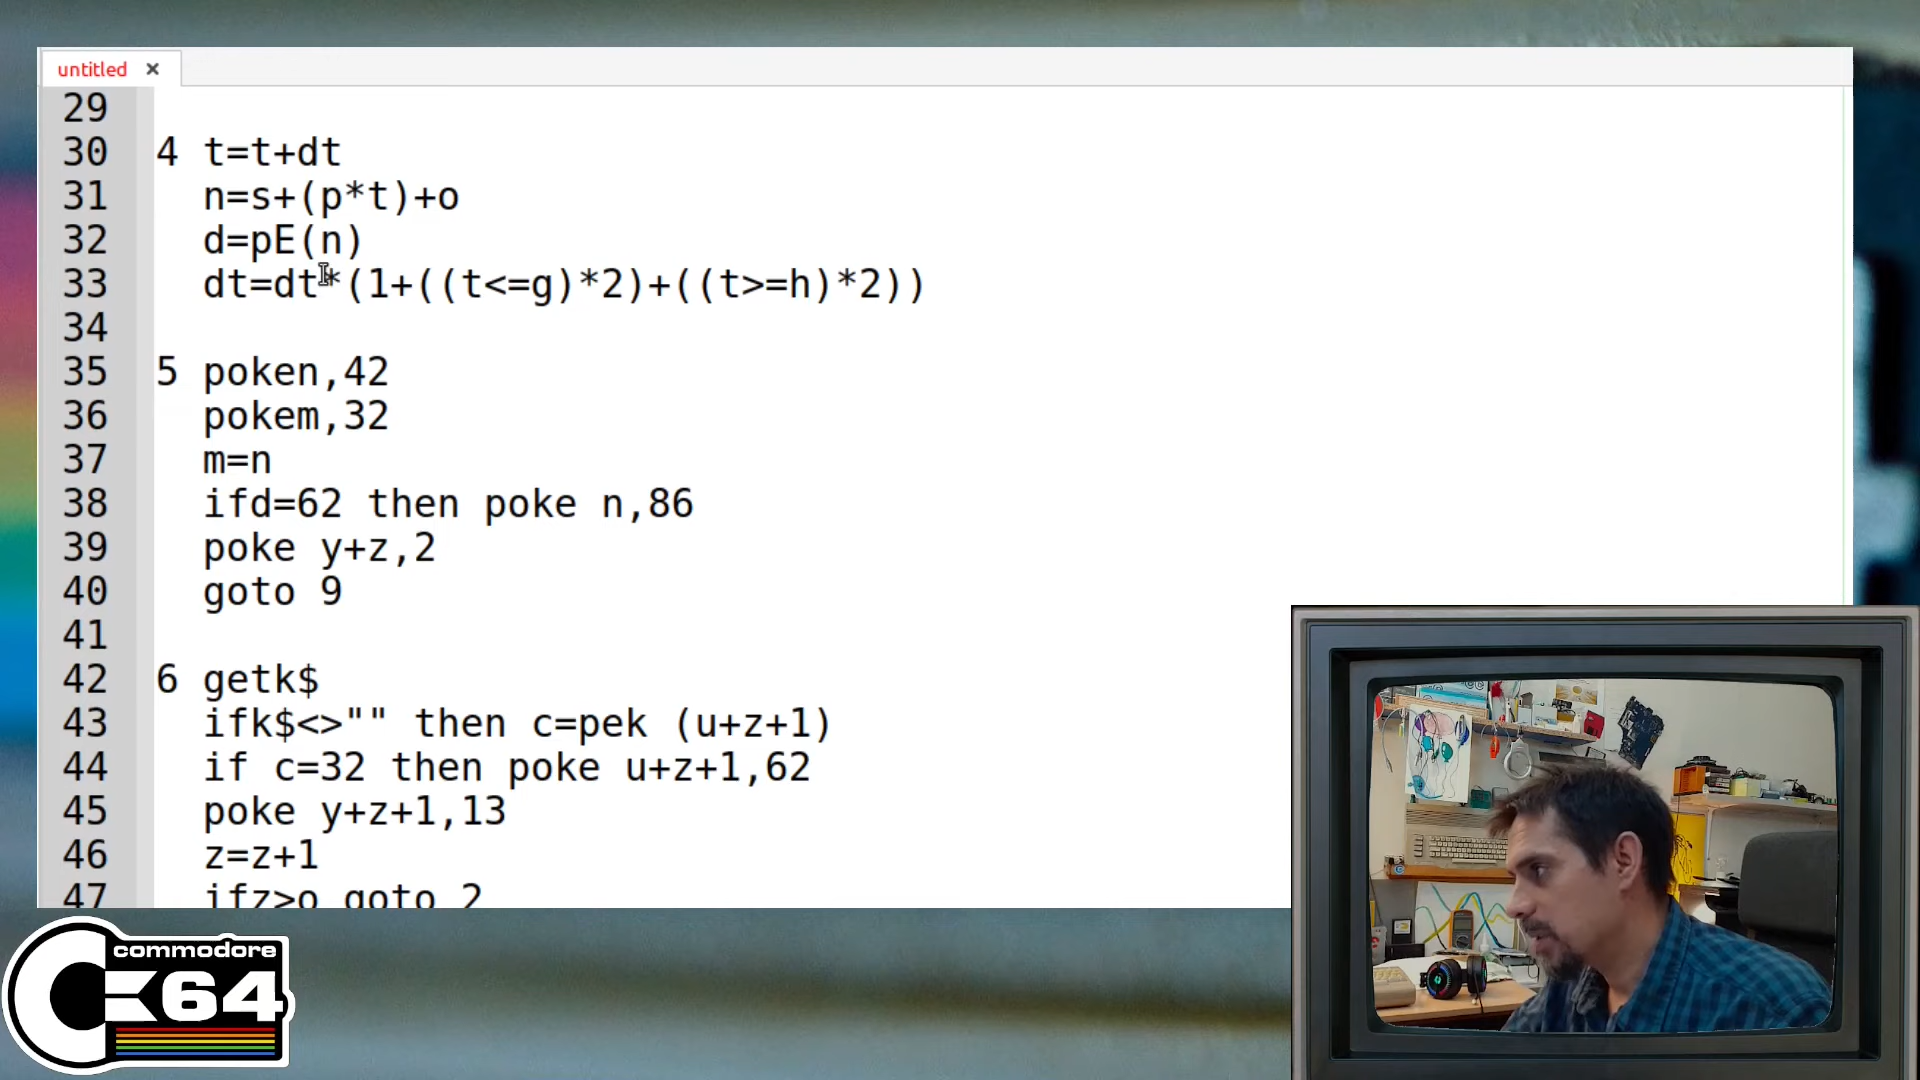 untitled ×
29
30 4 t=t+dt
31 n=s+(p*t)+o
32 d=pE(n)
33 dt=dt*(1+((t<=g)*2)+((t>=h)*2))
34
35 5 poken,42
36 pokem,32
37 m=n
38 ifd=62 then poke n,86
39 poke y+z,2
40 goto 9
41
42 6 getk$
43 ifk$<>"" then c=pek (u+z+1)
44 if c=32 then poke u+z+1,62
45 poke y+z+1,13
46 z=z+1
47 ifz>o goto 2
commodore
64